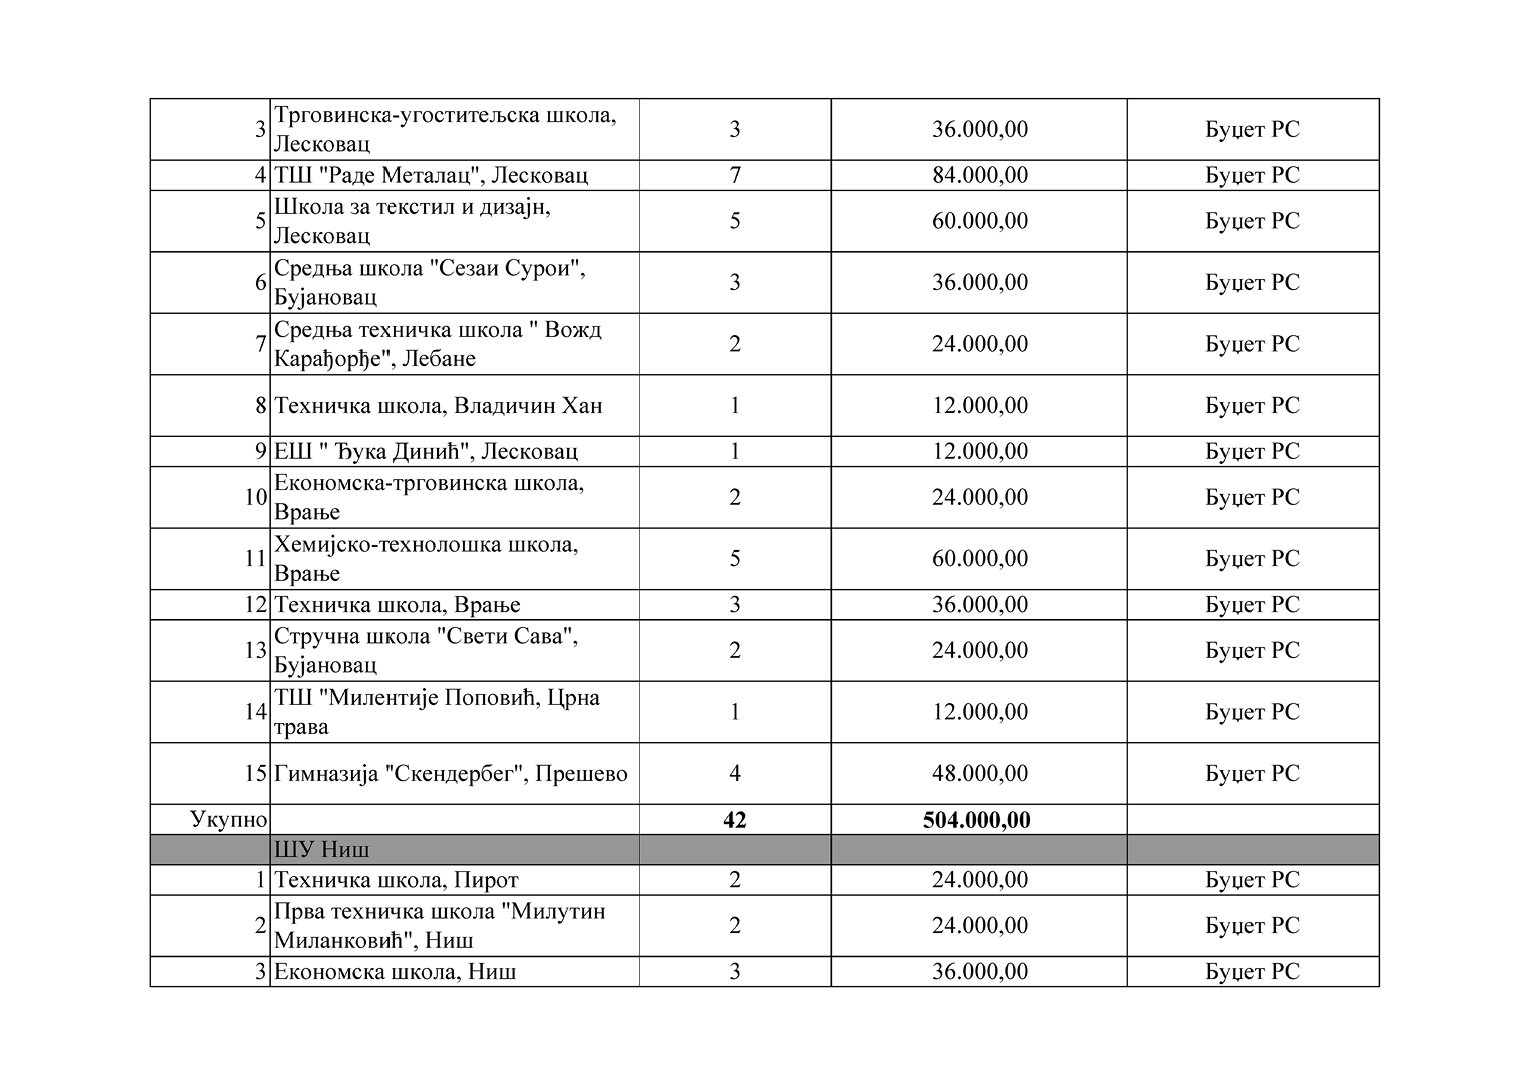 3 Трговинска-угоститељска школа, Лесковац 3 36.000,00 Буџет РС
4 ТШ "Раде Металац", Лесковац 7 84.000,00 Буџет РС
5 Школа за текстил и дизајн, Лесковац 5 60.000,00 Буџет РС
6 Средња школа "Сезаи Сурои", Бујановац 3 36.000,00 Буџет РС
7 Средња техничка школа " Вожд Карађорђе", Лебане 2 24.000,00 Буџет РС
8 Техничка школа, Владичин Хан 1 12.000,00 Буџет РС
9 ЕШ " Ђука Динић", Лесковац 1 12.000,00 Буџет РС
10 Економска-трговинска школа, Врање 2 24.000,00 Буџет РС
11 Хемијско-технолошка школа, Врање 5 60.000,00 Буџет РС
12 Техничка школа, Врање 3 36.000,00 Буџет РС
13 Стручна школа "Свети Сава", Бујановац 2 24.000,00 Буџет РС
14 ТШ "Милентије Поповић, Црна трава 1 12.000,00 Буџет РС
15 Гимназија "Скендербег", Прешево 4 48.000,00 Буџет РС
Укупно 42 504.000,00
ШУ Ниш
1 Техничка школа, Пирот 2 24.000,00 Буџет РС
2 Прва техничка школа "Милутин Миланковић", Ниш 2 24.000,00 Буџет РС
3 Економска школа, Ниш 3 36.000,00 Буџет РС